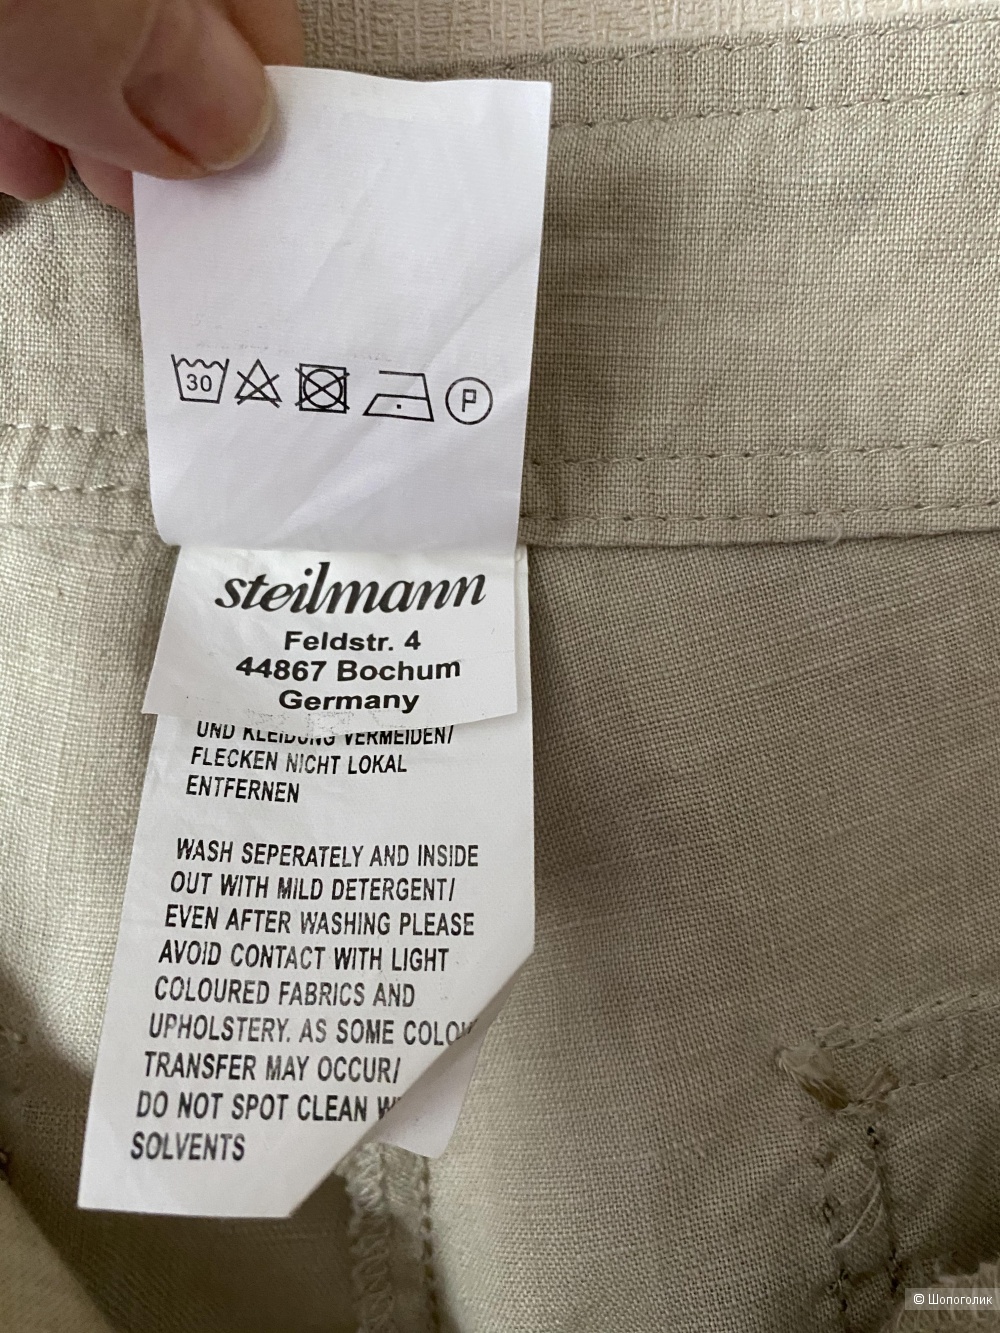 30
P
steilmann
Feldstr. 4
44867 Bochum
Germany
UND KLEIDUNG VERMEIDEN/
FLECKEN NICHT LOKAL
ENTFERNEN
WASH SEPERATELY AND INSIDE
OUT WITH MILD DETERGENT/
EVEN AFTER WASHING PLEASE
AVOID CONTACT WITH LIGHT
COLOURED FABRICS AND
UPHOLSTERY. AS SOME COLOU
TRANSFER MAY OCCUR/
DO NOT SPOT CLEAN W
SOLVENTS
© Шопоголик